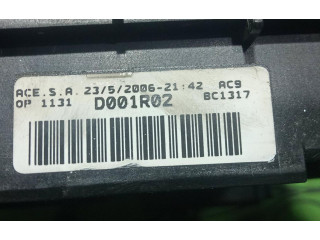 ACE.S.A. 23/5/2006-21:42 AC9
OP 1131 D001R02 BC1317